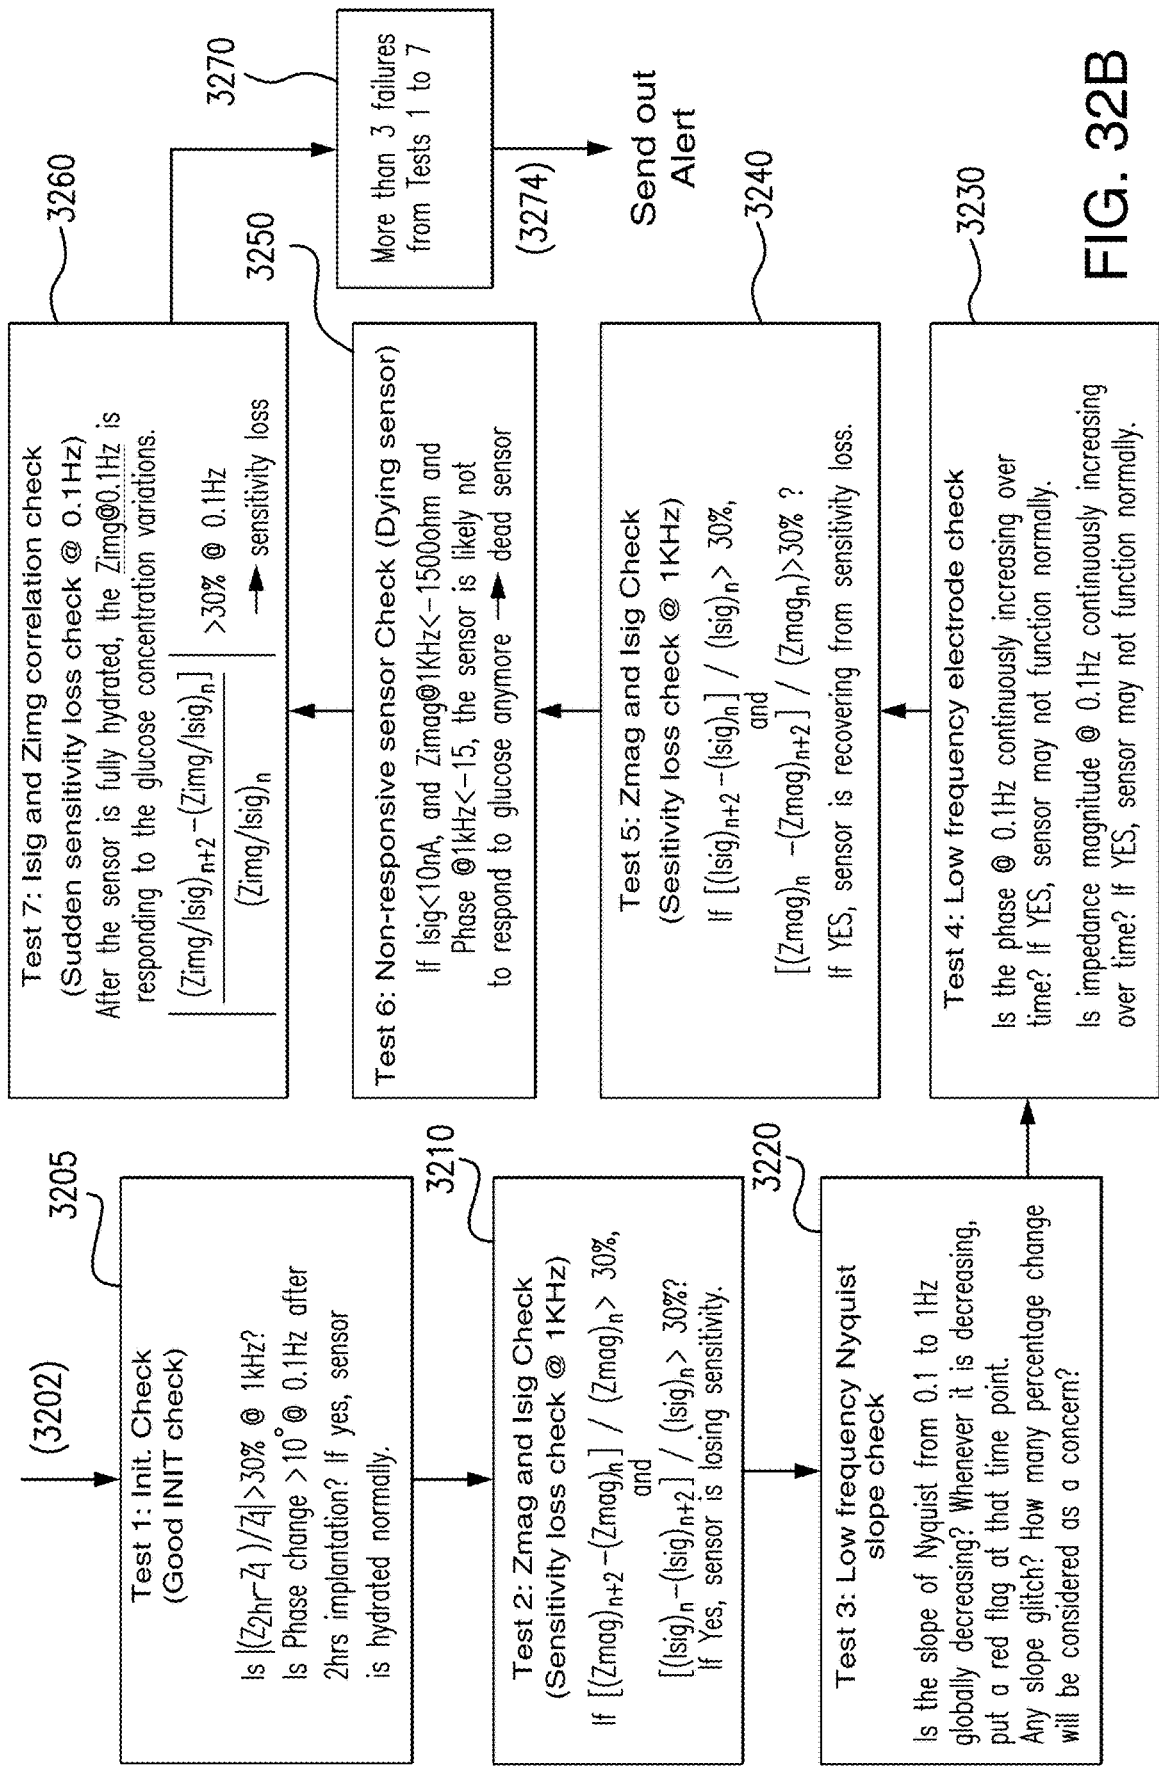 (3202)
3205
Test 1: Init. Check
(Good INIT check)
Is |(Z2hr-Z1)/Z1|>30% @ 1kHz?
Is Phase change >10° @ 0.1Hz after
2hrs implantation? If yes, sensor
is hydrated normally.
3210
Test 2: Zmag and Isig Check
(Sensitivity loss check @ 1KHz)
If [(Zmag)n+2-(Zmag)n] / (Zmag)n> 30%,
and
[(Isig)n-(Isig)n+2] / (Isig)n> 30%?
If Yes, sensor is losing sensitivity.
3220
Test 3: Low frequency Nyquist
slope check
Is the slope of Nyquist from 0.1 to 1Hz
globally decreasing? Whenever it is decreasing,
put a red flag at that time point.
Any slope glitch? How many percentage change
will be considered as a concern?
3230
Test 4: Low frequency electrode check
Is the phase @ 0.1Hz continuously increasing over
time? If YES, sensor may not function normally.
Is impedance magnitude @ 0.1Hz continuously increasing
over time? If YES, sensor may not function normally.
3240
Test 5: Zmag and Isig Check
(Sesitivity loss check @ 1KHz)
If [(Isig)n+2-(Isig)n] / (Isig)n> 30%,
and
[(Zmag)n -(Zmag)n+2] / (Zmagn)>30% ?
If YES, sensor is recovering from sensitivity loss.
3250
Test 6: Non-responsive sensor Check (Dying sensor)
If Isig<10nA, and Zimag@1KHz<-1500ohm and
Phase @1kHz<-15, the sensor is likely not
to respond to glucose anymore → dead sensor
3260
Test 7: Isig and Zimg correlation check
(Sudden sensitivity loss check @ 0.1Hz)
After the sensor is fully hydrated, the Zimg@0.1Hz is
responding to the glucose concentration variations.
|(Zimg/Isig)n+2-(Zimg/Isig)n]
(Zimg/Isig)n|
>30% @ 0.1Hz
→ sensitivity loss
3270
More than 3 failures
from Tests 1 to 7
(3274)
Send out
Alert
FIG. 32B